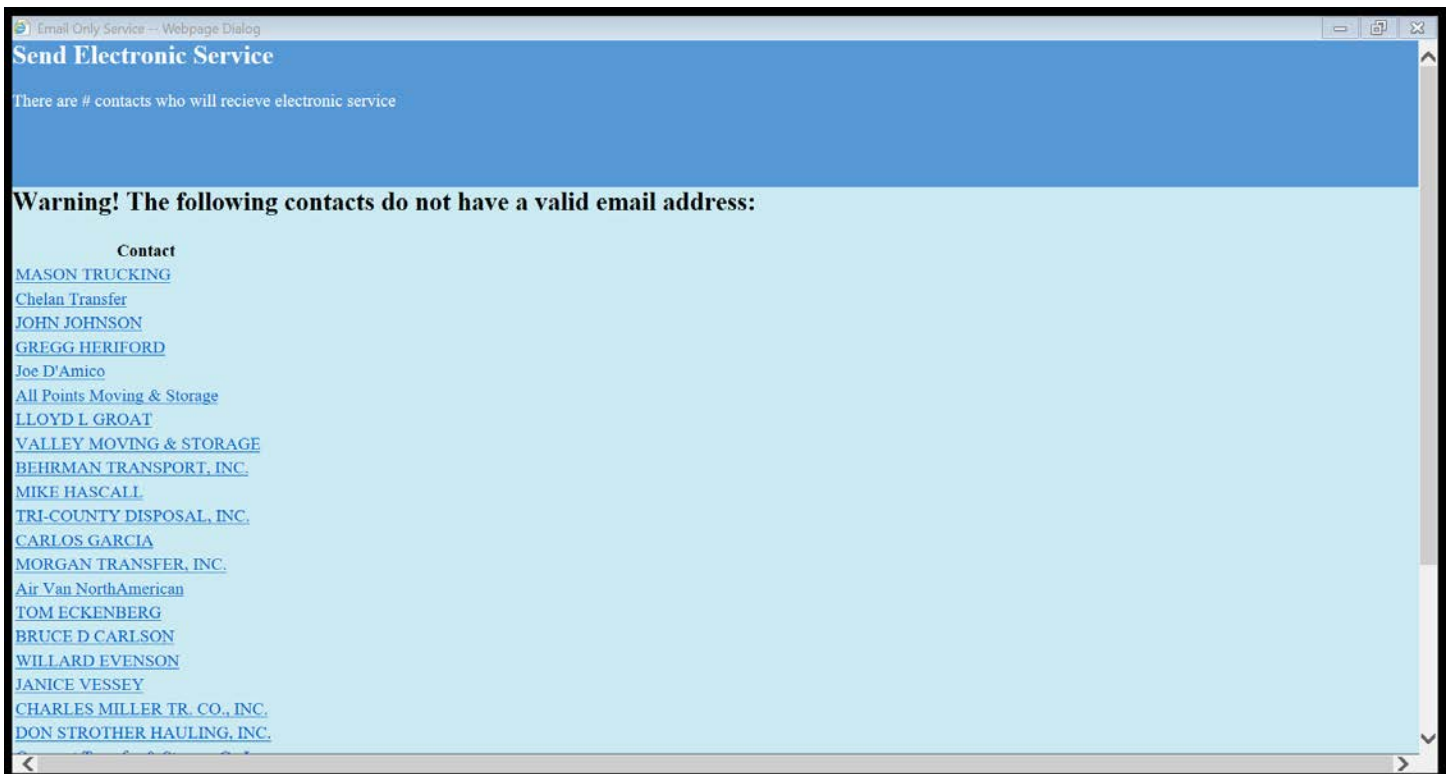 Email Only Service -- Webpage Dialog
Send Electronic Service
There are # contacts who will recieve electronic service
Warning! The following contacts do not have a valid email address:
Contact
MASON TRUCKING
Chelan Transfer
JOHN JOHNSON
GREGG HERIFORD
Joe D'Amico
All Points Moving & Storage
LLOYD L GROAT
VALLEY MOVING & STORAGE
BEHRMAN TRANSPORT, INC.
MIKE HASCALL
TRI-COUNTY DISPOSAL, INC.
CARLOS GARCIA
MORGAN TRANSFER, INC.
Air Van NorthAmerican
TOM ECKENBERG
BRUCE D CARLSON
WILLARD EVENSON
JANICE VESSEY
CHARLES MILLER TR. CO., INC.
DON STROTHER HAULING, INC.